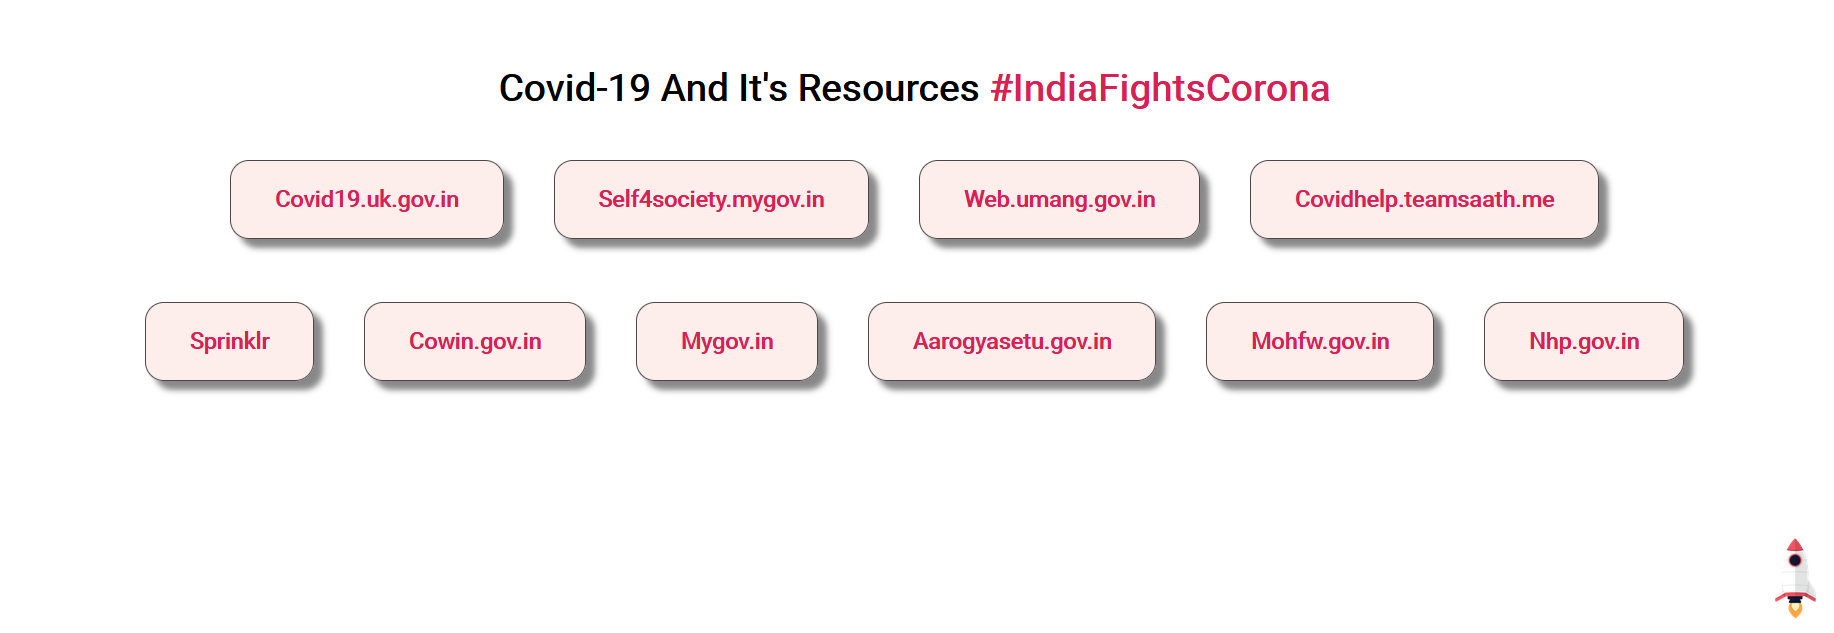 Covid-19 And It's Resources #IndiaFightsCorona
Covid19.uk.gov.in Self4society.mygov.in Web.umang.gov.in Covidhelp.teamsaath.me
Sprinklr Cowin.gov.in Mygov.in Aarogyasetu.gov.in Mohfw.gov.in Nhp.gov.in